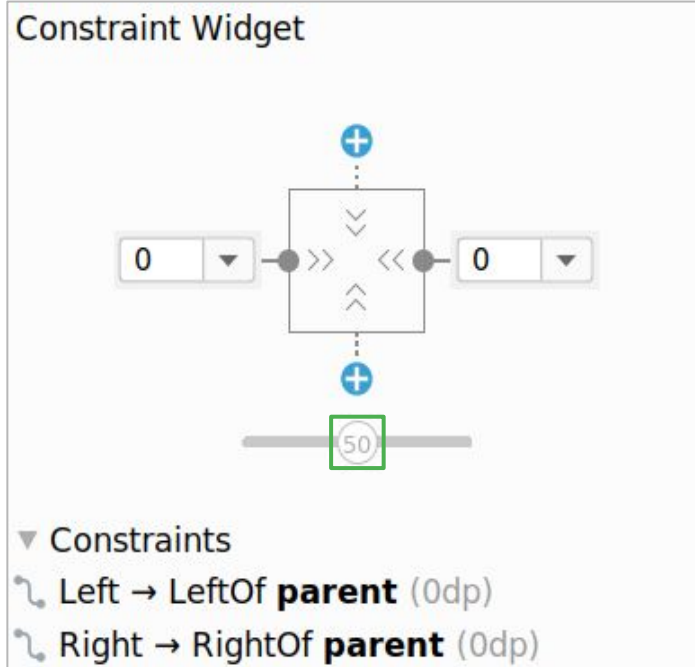 Constraint Widget
0
0
50
Constraints
Left → LeftOf parent (0dp)
Right → RightOf parent (0dp)